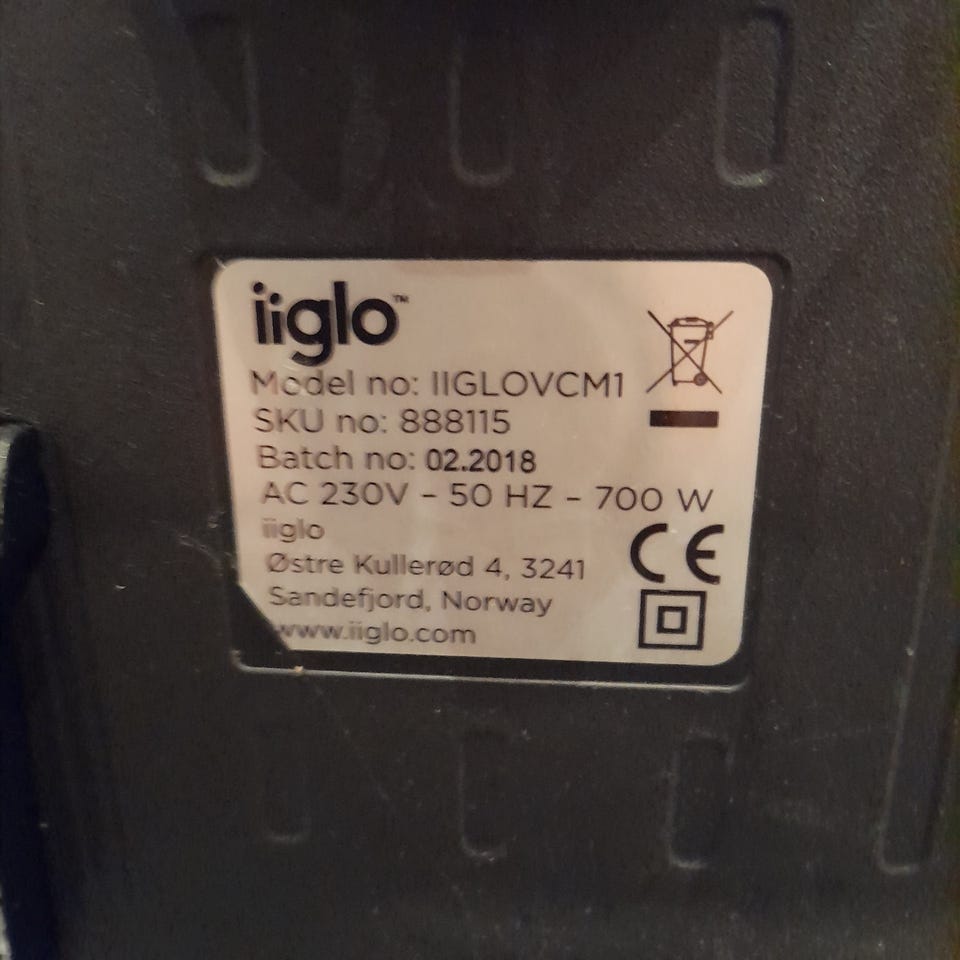 iiglo™
Model no: IIGLOVCM1
SKU no: 888115
Batch no: 02.2018
AC 230V - 50 HZ - 700 W
iiglo
Østre Kullerød 4, 3241
Sandefjord, Norway
www.iiglo.com
CE